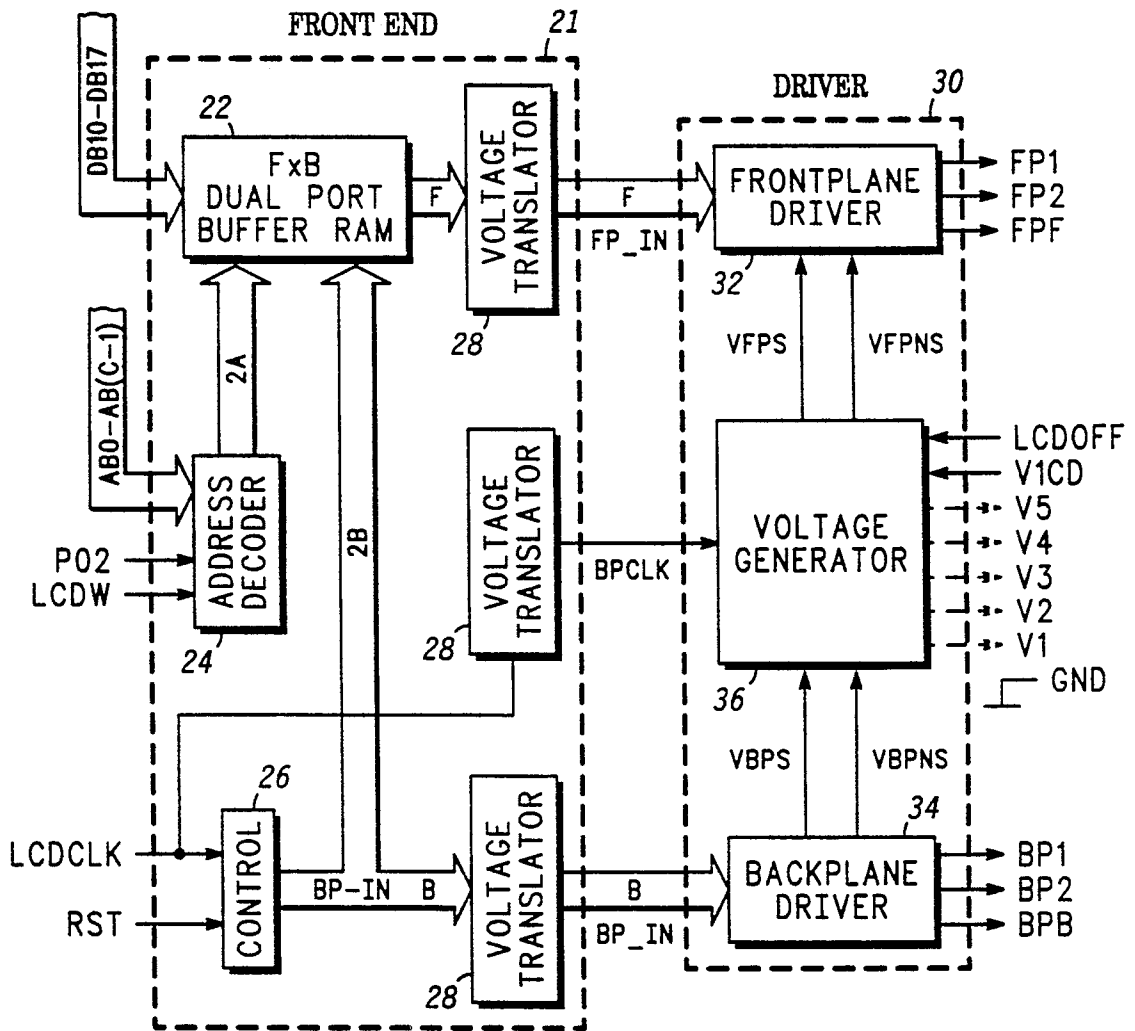 FRONT END
21
DB10-DB17
22
FxB
DUAL PORT
BUFFER RAM
F
VOLTAGE
TRANSLATOR
28
F
FP_IN
DRIVER
30
FRONTPLANE
DRIVER
32
FP1
FP2
FPF
VFPS
VFPNS
AB0-AB(C-1)
2A
ADDRESS
DECODER
24
P02
LCDW
2B
VOLTAGE
TRANSLATOR
28
BPCLK
VOLTAGE
GENERATOR
36
LCDOFF
V1CD
V5
V4
V3
V2
V1
GND
VBPS
VBPNS
LCDCLK
RST
26
CONTROL
BP-IN
B
VOLTAGE
TRANSLATOR
28
B
BP_IN
34
BACKPLANE
DRIVER
BP1
BP2
BPB